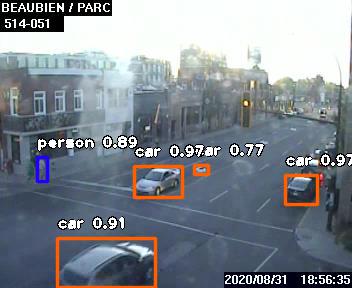 BEAUBIEN / PARC
514-051
person 0.89
car 0.97
car 0.77
car 0.97
car 0.91
2020/08/31 18:56:35